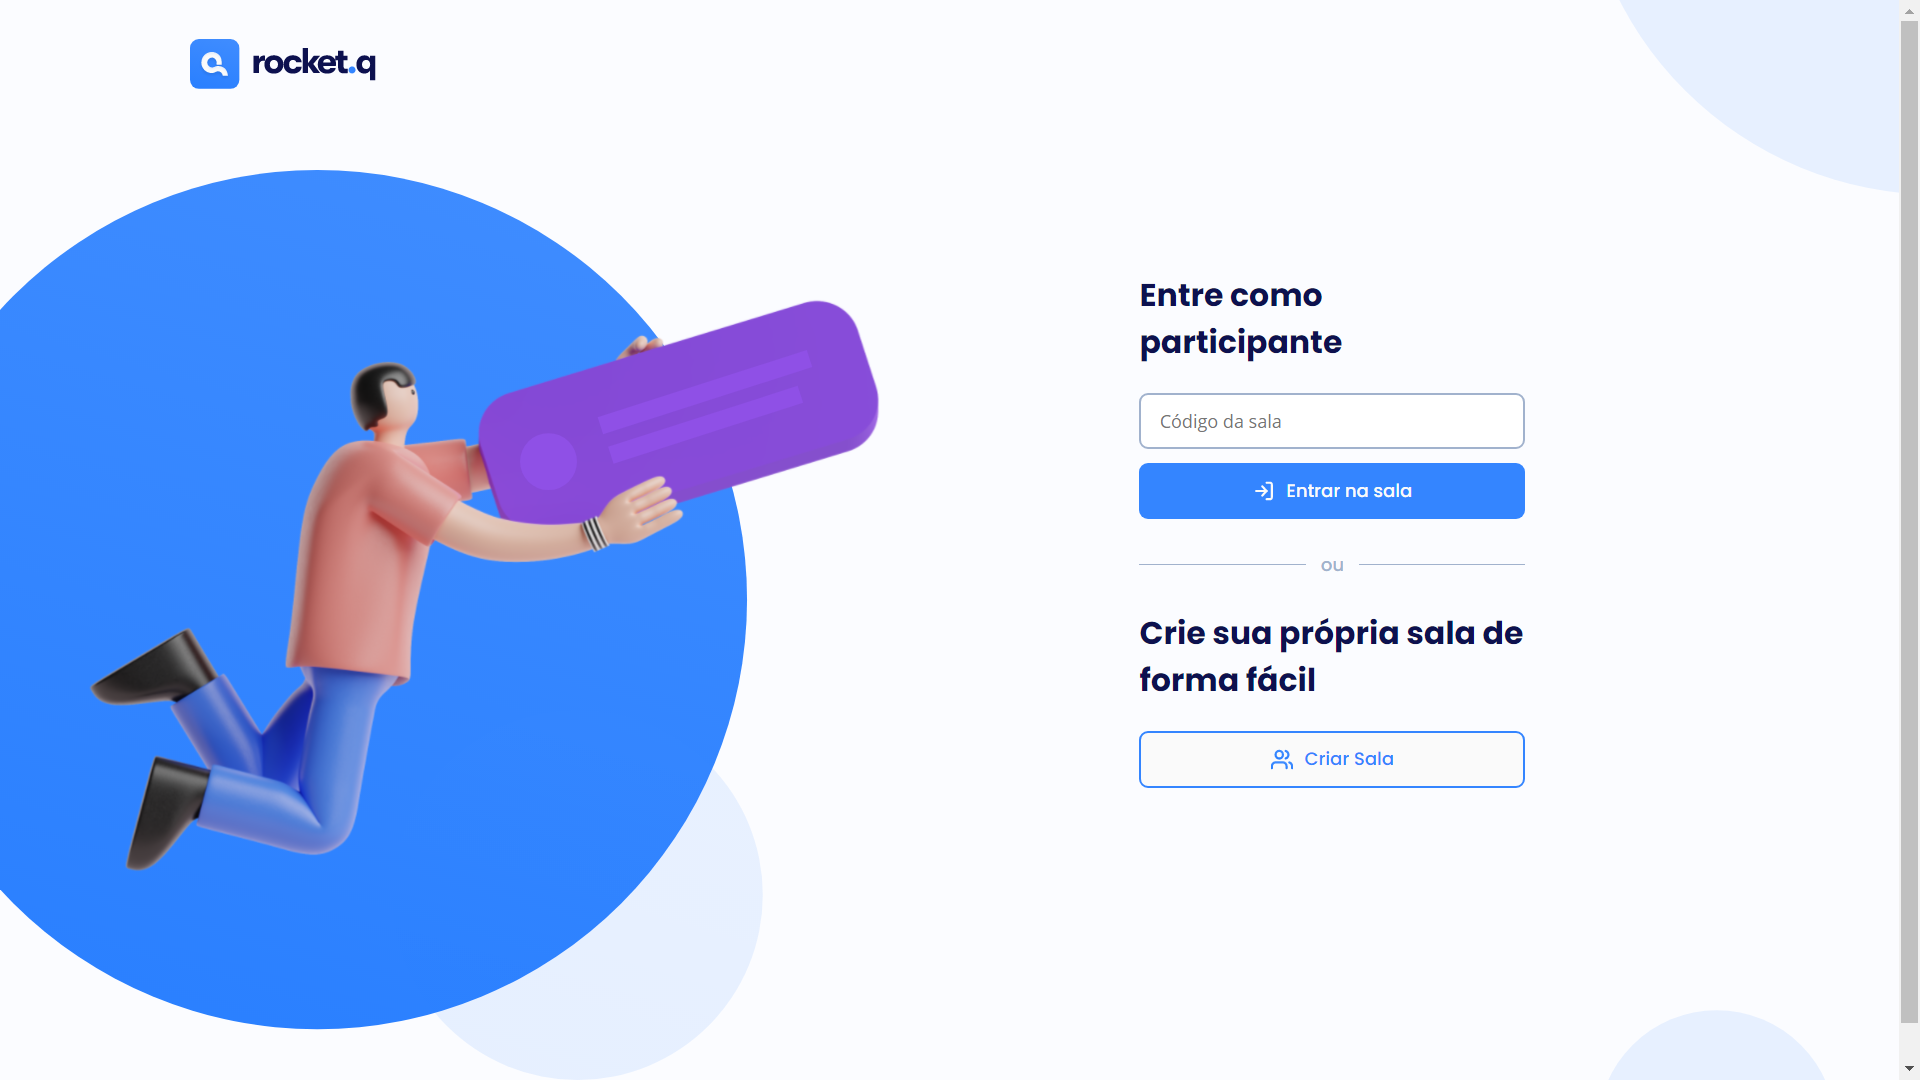 rocket.q
Entre como
participante
Código da sala
Entrar na sala
ou
Crie sua própria sala de
forma fácil
Criar Sala